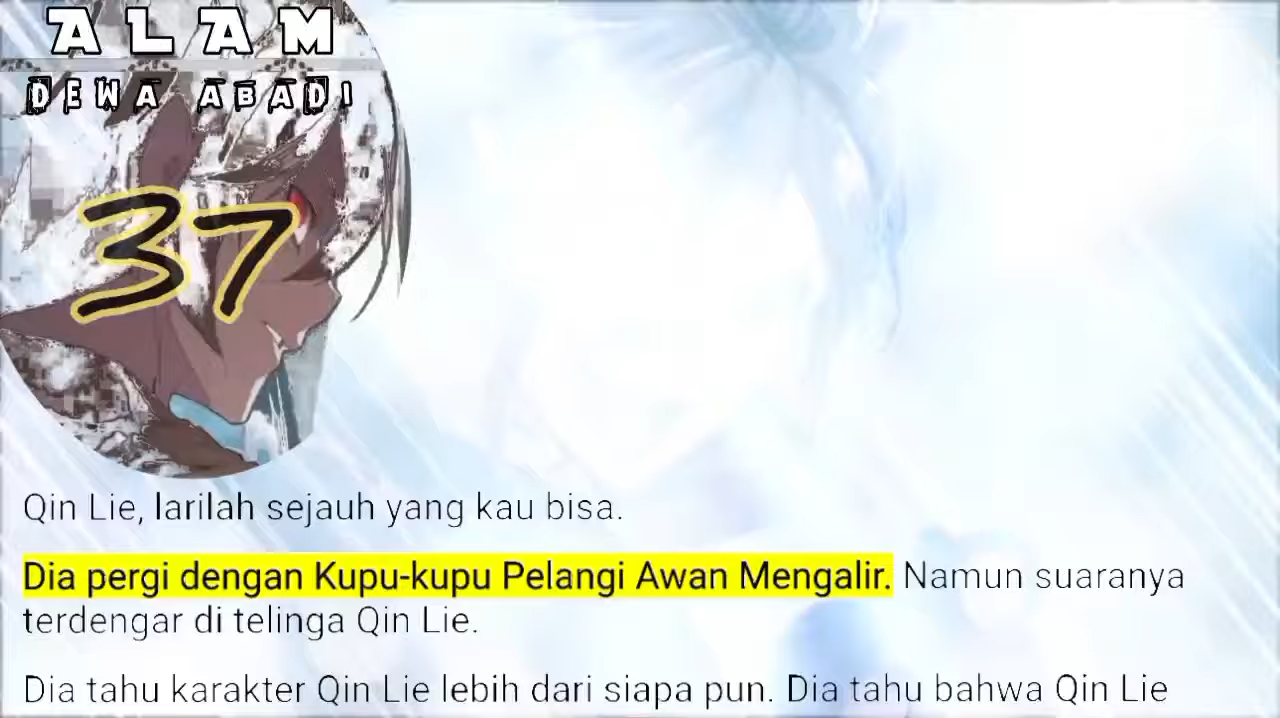 ALAM
DEWA ABADI
37
Qin Lie, larilah sejauh yang kau bisa.
Dia pergi dengan Kupu-kupu Pelangi Awan Mengalir. Namun suaranya
terdengar di telinga Qin Lie.
Dia tahu karakter Qin Lie lebih dari siapa pun. Dia tahu bahwa Qin Lie